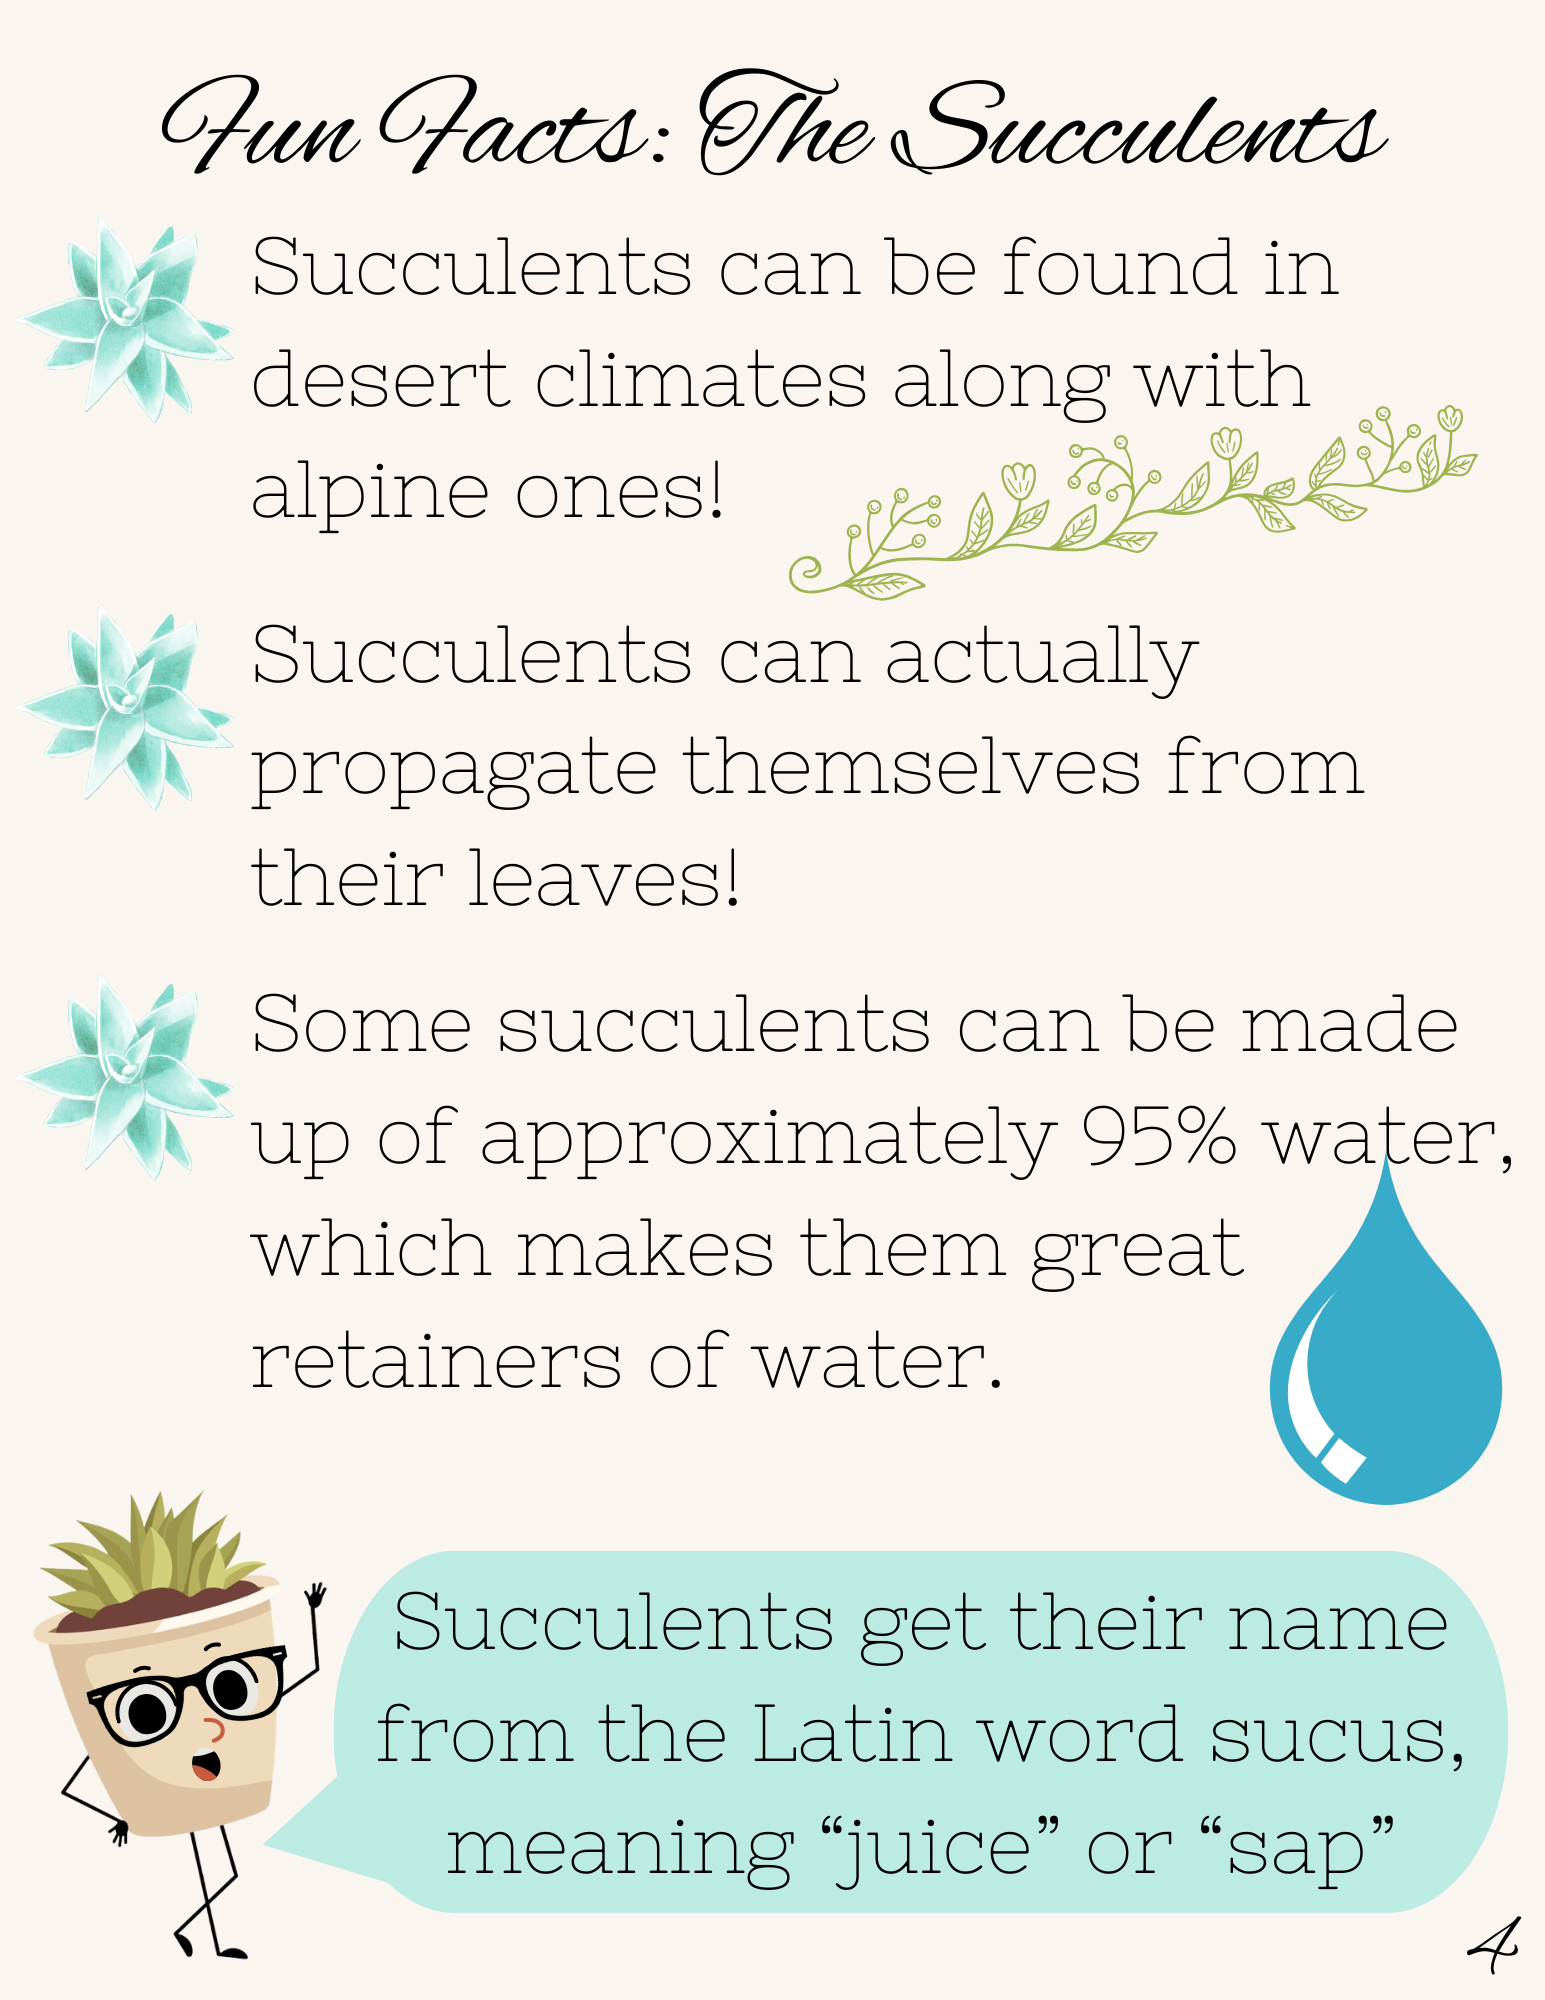 Fun Facts: The Succulents
Succulents can be found in
desert climates along with
alpine ones!
Succulents can actually
propagate themselves from
their leaves!
Some succulents can be made
up of approximately 95% water,
which makes them great
retainers of water.
Succulents get their name
from the Latin word sucus,
meaning “juice” or “sap”
4